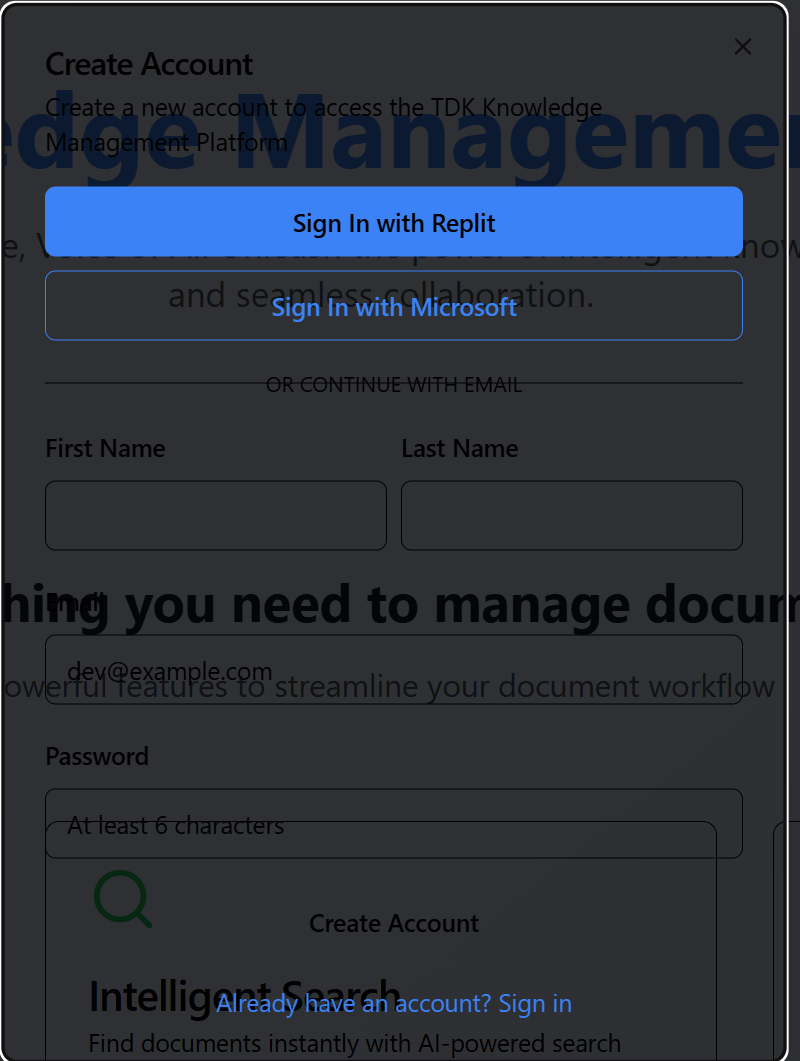 Create Account
Create a new account to access the TDK Knowledge
Management Platform
edge Managemen
Sign In with Replit
e, Voice of AI. Unleash the power of intelligent know
and seamless collaboration.
Sign In with Microsoft
OR CONTINUE WITH EMAIL
First Name Last Name
Email
hing you need to manage docum
dev@example.com
owerful features to streamline your document workflow
Password
At least 6 characters
Create Account
Intelligent Search
Already have an account? Sign in
Find documents instantly with AI-powered search